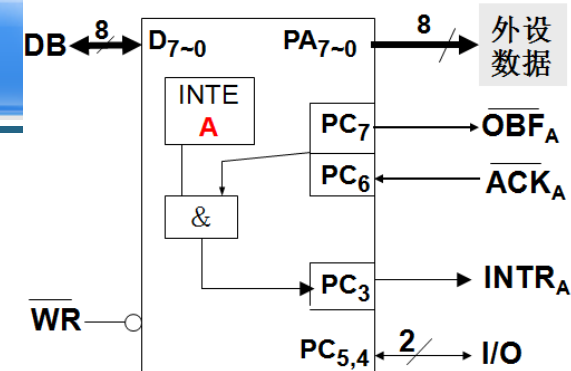 DB
8
D7~0
PA7~0
8
外设
数据
INTE
A
PC7
OBFA
PC6
ACKA
&
PC3
INTRA
WR
PC5,4
2
I/O